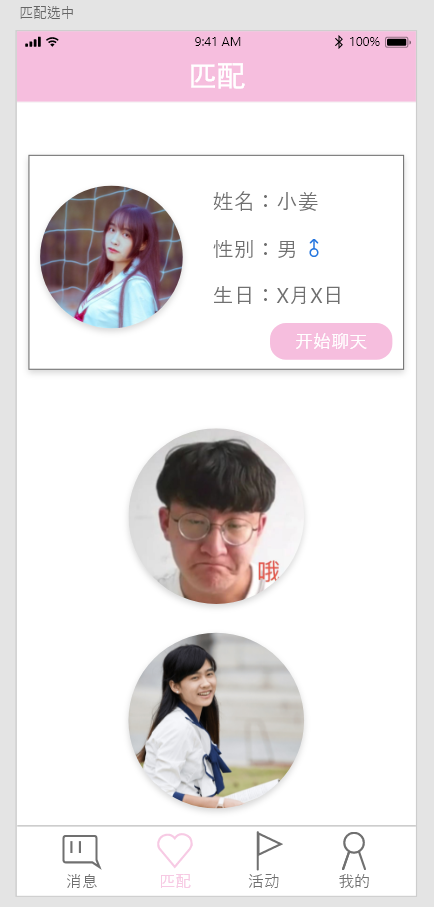 匹配选中
9:41 AM
100%
匹配
姓名：小姜
性别：男
生日：X月X日
开始聊天
哦
消息
匹配
活动
我的